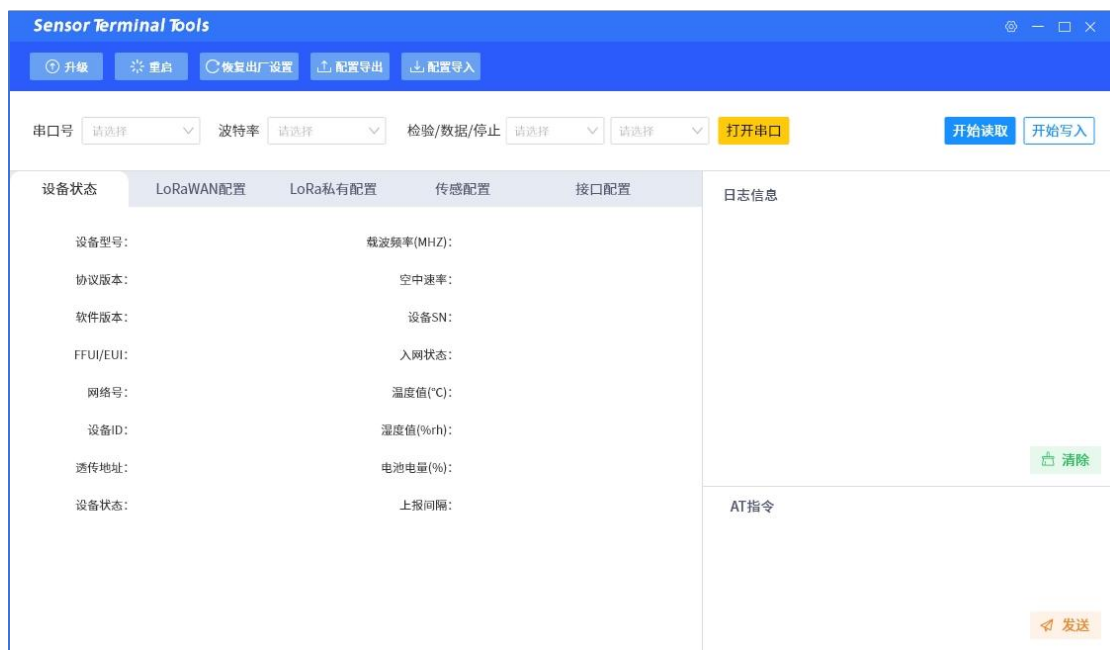 Sensor Terminal Tools
升级 重启 恢复出厂设置 配置导出 配置导入
串口号 请选择 波特率 请选择 检验/数据/停止 请选择 请选择 打开串口 开始读取 开始写入
设备状态 LoRaWAN配置 LoRa私有配置 传感配置 接口配置
设备型号: 载波频率(MHZ):
协议版本: 空中速率:
软件版本: 设备SN:
FFUI/EUI: 入网状态:
网络号: 温度值(℃):
设备ID: 湿度值(%rh):
透传地址: 电池电量(%):
设备状态: 上报间隔:
日志信息
清除
AT指令
发送